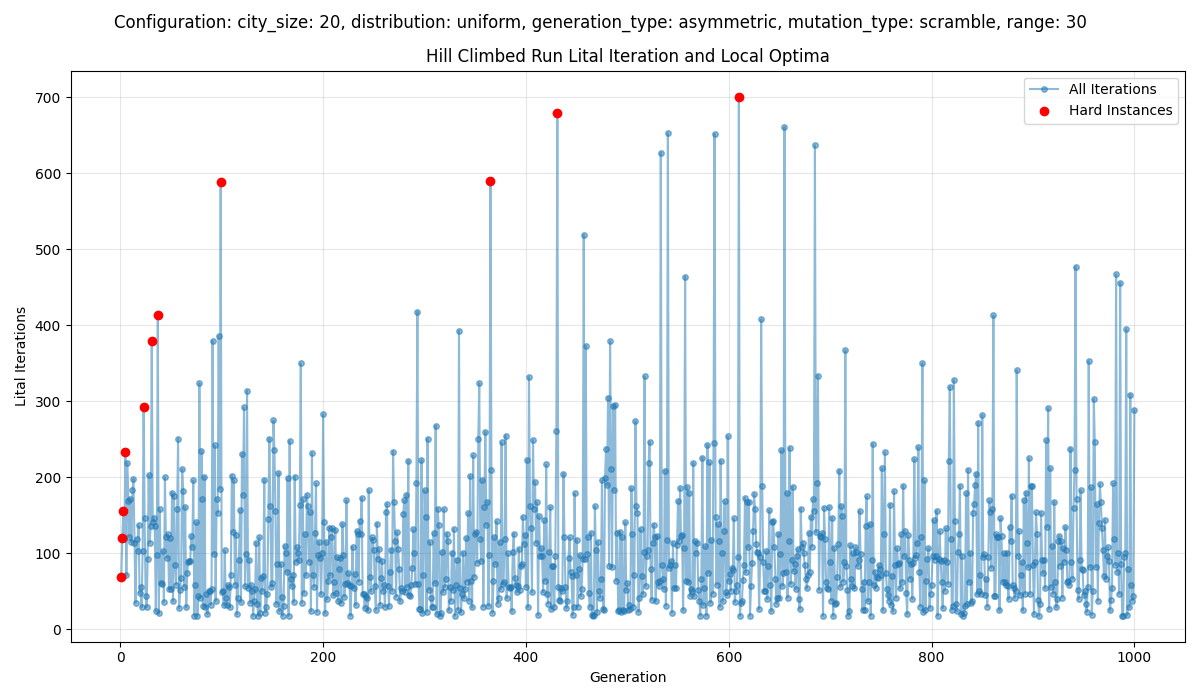 Configuration: city_size: 20, distribution: uniform, generation_type: asymmetric, mutation_type: scramble, range: 30
Hill Climbed Run Lital Iteration and Local Optima
All Iterations
Hard Instances
700
600
500
400
300
200
100
0
Lital Iterations
0 200 400 600 800 1000
Generation